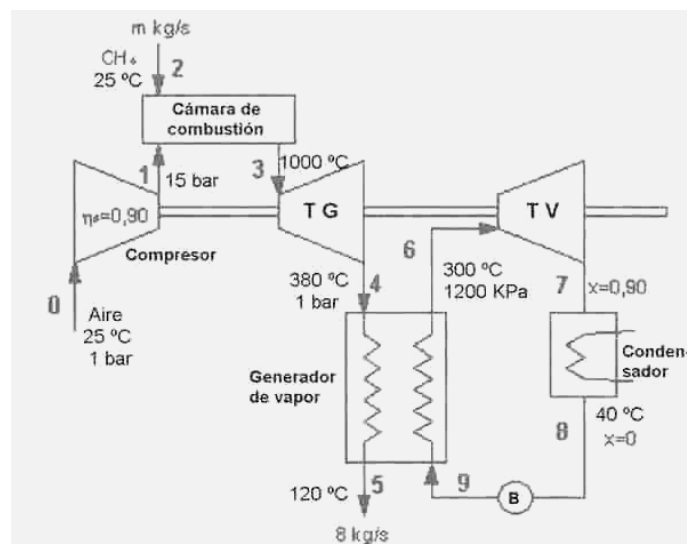 m kg/s
CH₄
25 ºC
2
Cámara de
combustión
1
15 bar
3
1000 ºC
ηs=0,90
Compresor
T G
T V
0
Aire
25 ºC
1 bar
380 ºC
1 bar
4
6
300 ºC
1200 KPa
7
x=0,90
Generador
de vapor
Conden-
sador
40 ºC
x=0
8
120 ºC
5
9
B
8 kg/s